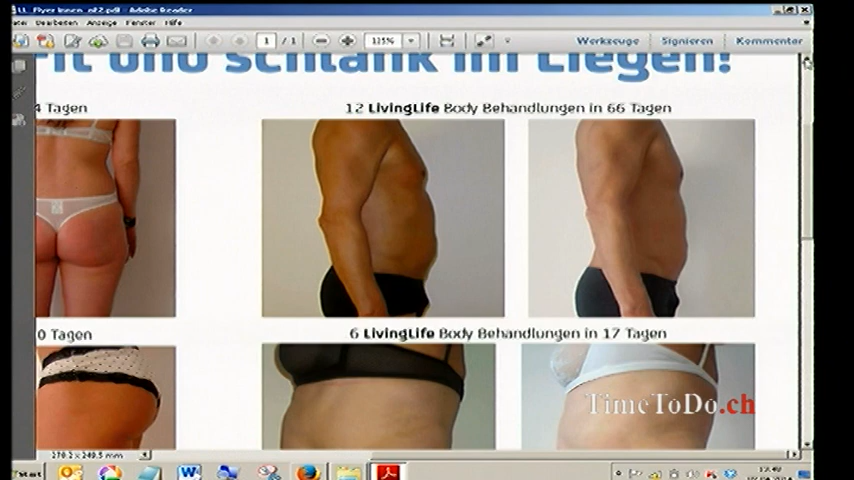 LL_Flyer innen_nt2.pdf - Adobe Reader
Datei Bearbeiten Anzeige Fenster Hilfe
1 / 1 115% Werkzeuge Signieren Kommentar
Fit und schlank im Liegen!
4 Tagen
12 LivingLife Body Behandlungen in 66 Tagen
0 Tagen
6 LivingLife Body Behandlungen in 17 Tagen
TimeToDo.ch
Start